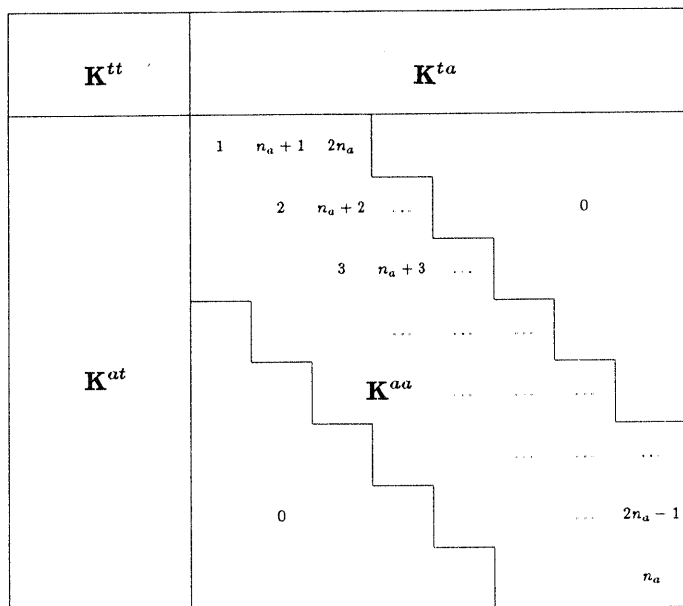 K^{tt} K^{ta}
1 n_a + 1 2n_a
2 n_a + 2 ... 0
3 n_a + 3 ...
... ... ...
K^{at} K^{aa} ... ... ...
... ... ...
0 ... 2n_a − 1
n_a